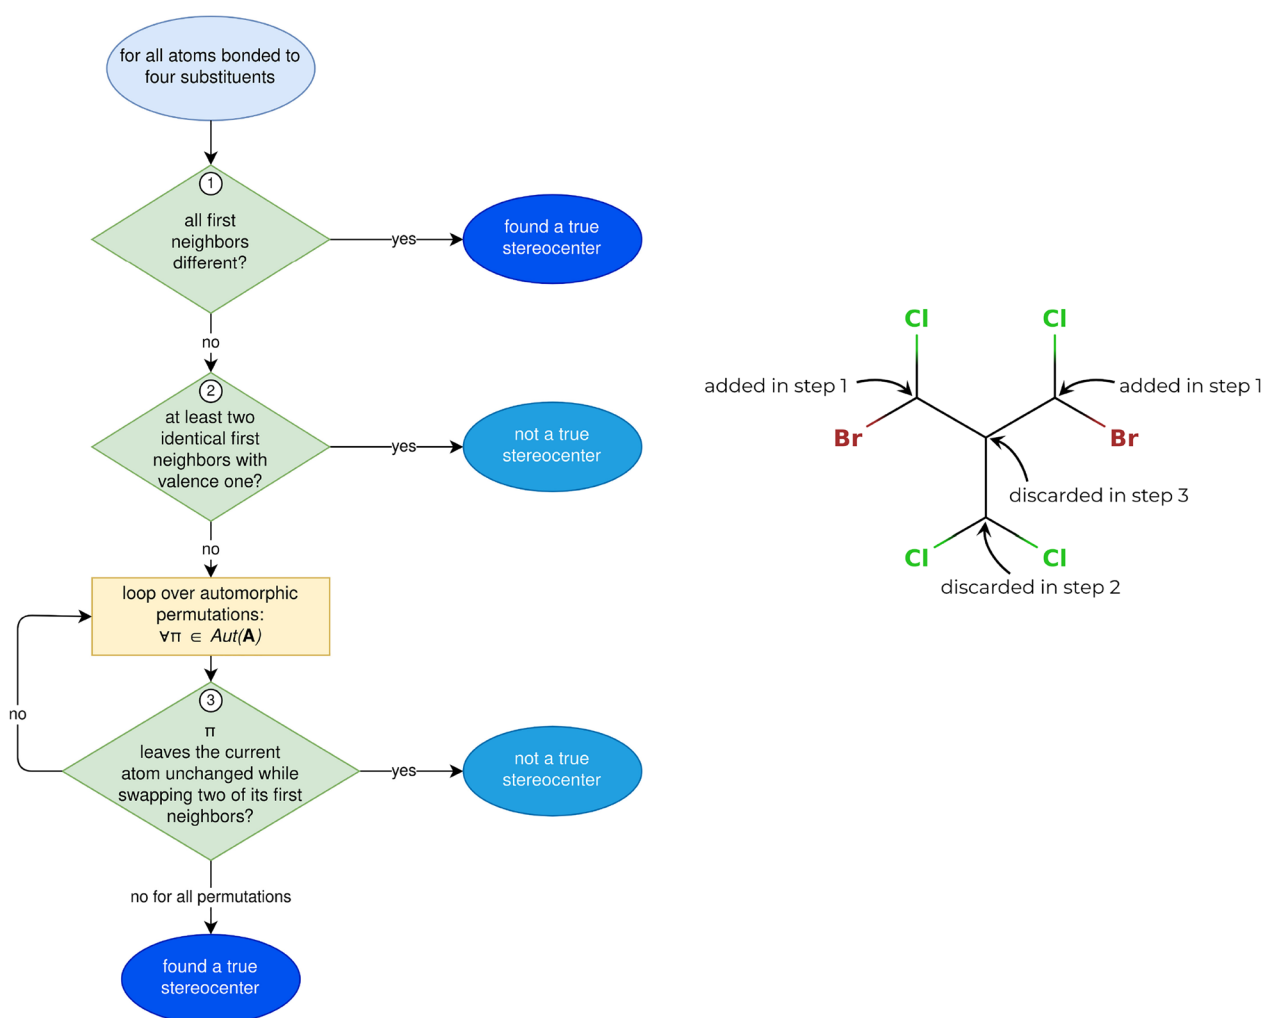 for all atoms bonded to
four substituents
1
all first
neighbors
different?
yes
found a true
stereocenter
no
2
at least two
identical first
neighbors with
valence one?
yes
not a true
stereocenter
no
loop over automorphic
permutations:
∀π ∈ Aut(A)
no
3
π
leaves the current
atom unchanged while
swapping two of its first
neighbors?
yes
not a true
stereocenter
no for all permutations
found a true
stereocenter
Cl
Cl
added in step 1
added in step 1
Br
Br
discarded in step 3
Cl
Cl
discarded in step 2